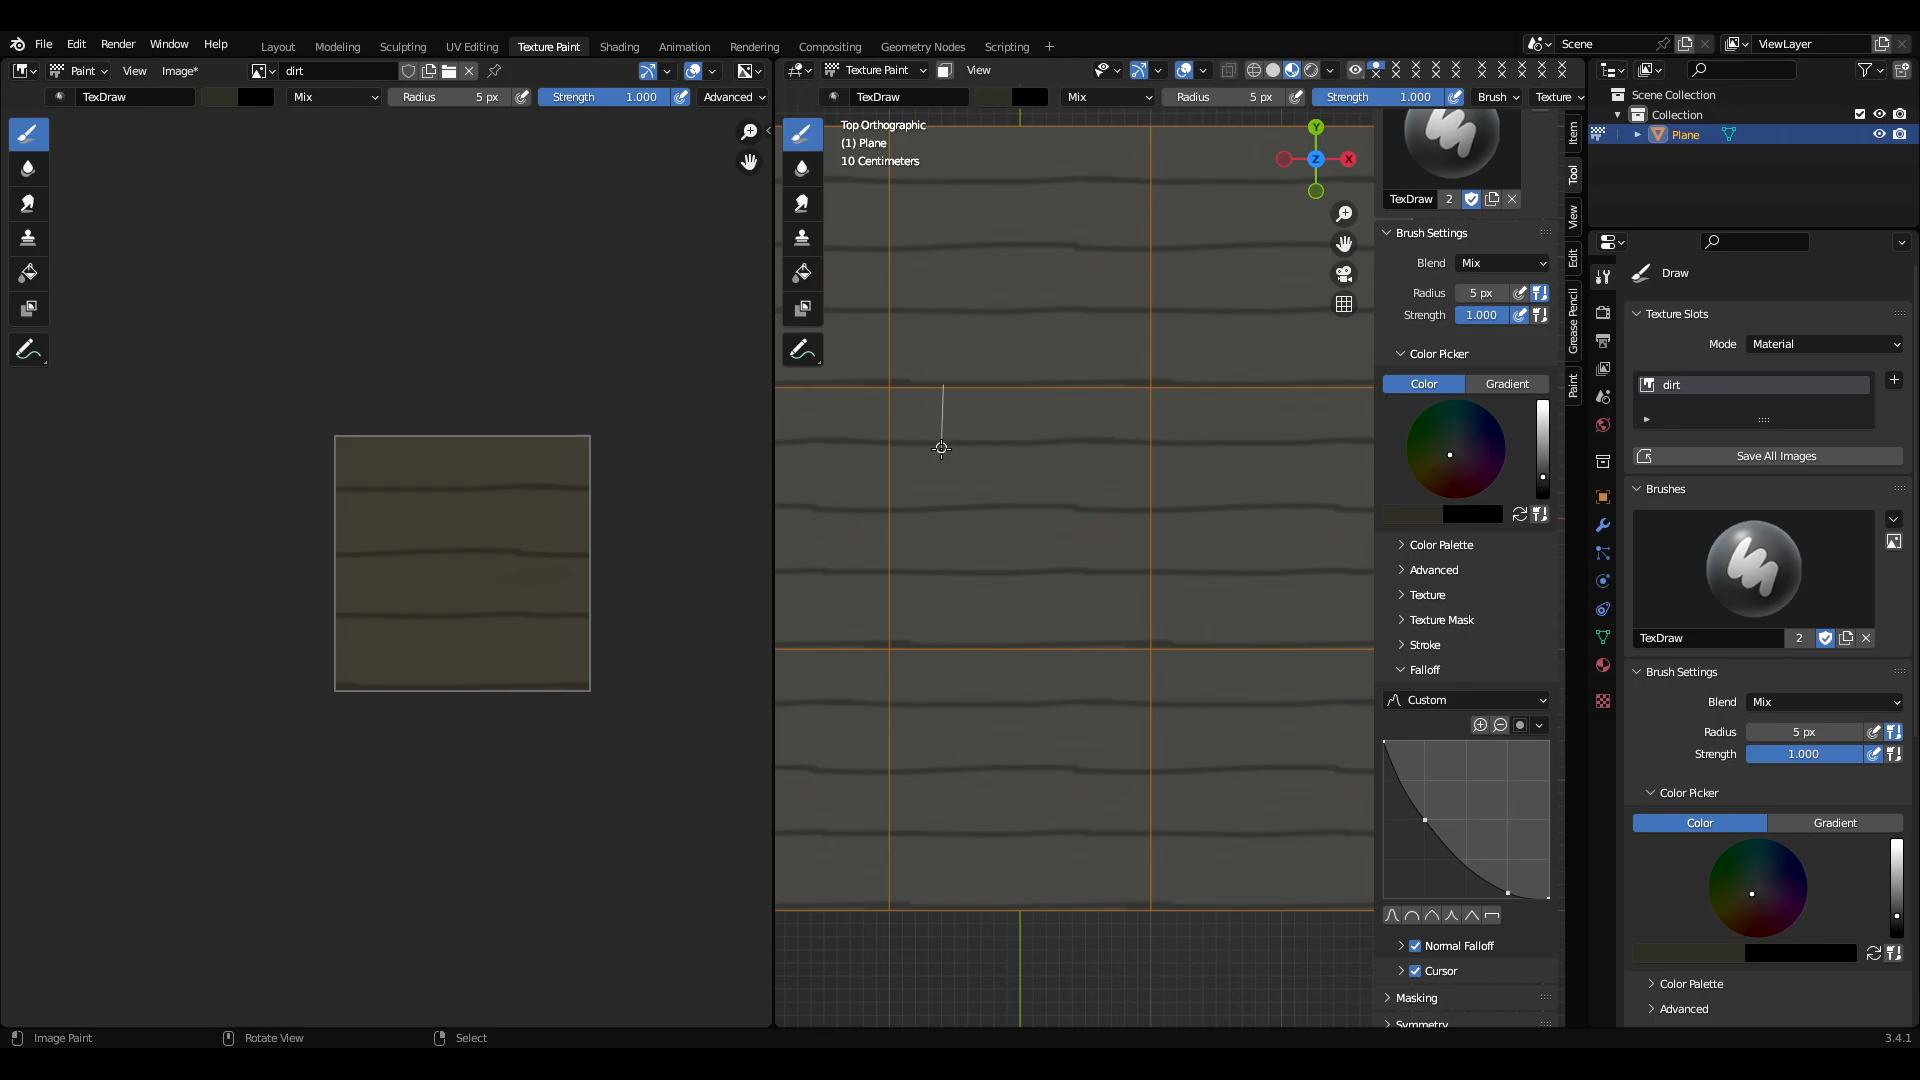 File Edit Render Window Help Layout Modeling Sculpting UV Editing Texture Paint Shading Animation Rendering Compositing Geometry Nodes Scripting + Scene ViewLayer
Paint View Image* dirt Texture Paint View
TexDraw Mix Radius 5 px Strength 1.000 Advanced TexDraw Mix Radius 5 px Strength 1.000 Brush Texture
Scene Collection
Collection
Plane
Top Orthographic
(1) Plane
10 Centimeters
Y
Z
X
Item
Tool
View
Edit
Grease Pencil
Paint
TexDraw 2
Brush Settings
Blend Mix
Radius 5 px
Strength 1.000
Color Picker
Color Gradient
Color Palette
Advanced
Texture
Texture Mask
Stroke
Falloff
Custom
Normal Falloff
Cursor
Masking
Symmetry
Draw
Texture Slots
Mode Material
dirt
Save All Images
Brushes
TexDraw 2
Brush Settings
Blend Mix
Radius 5 px
Strength 1.000
Color Picker
Color Gradient
Color Palette
Advanced
Image Paint Rotate View Select 3.4.1